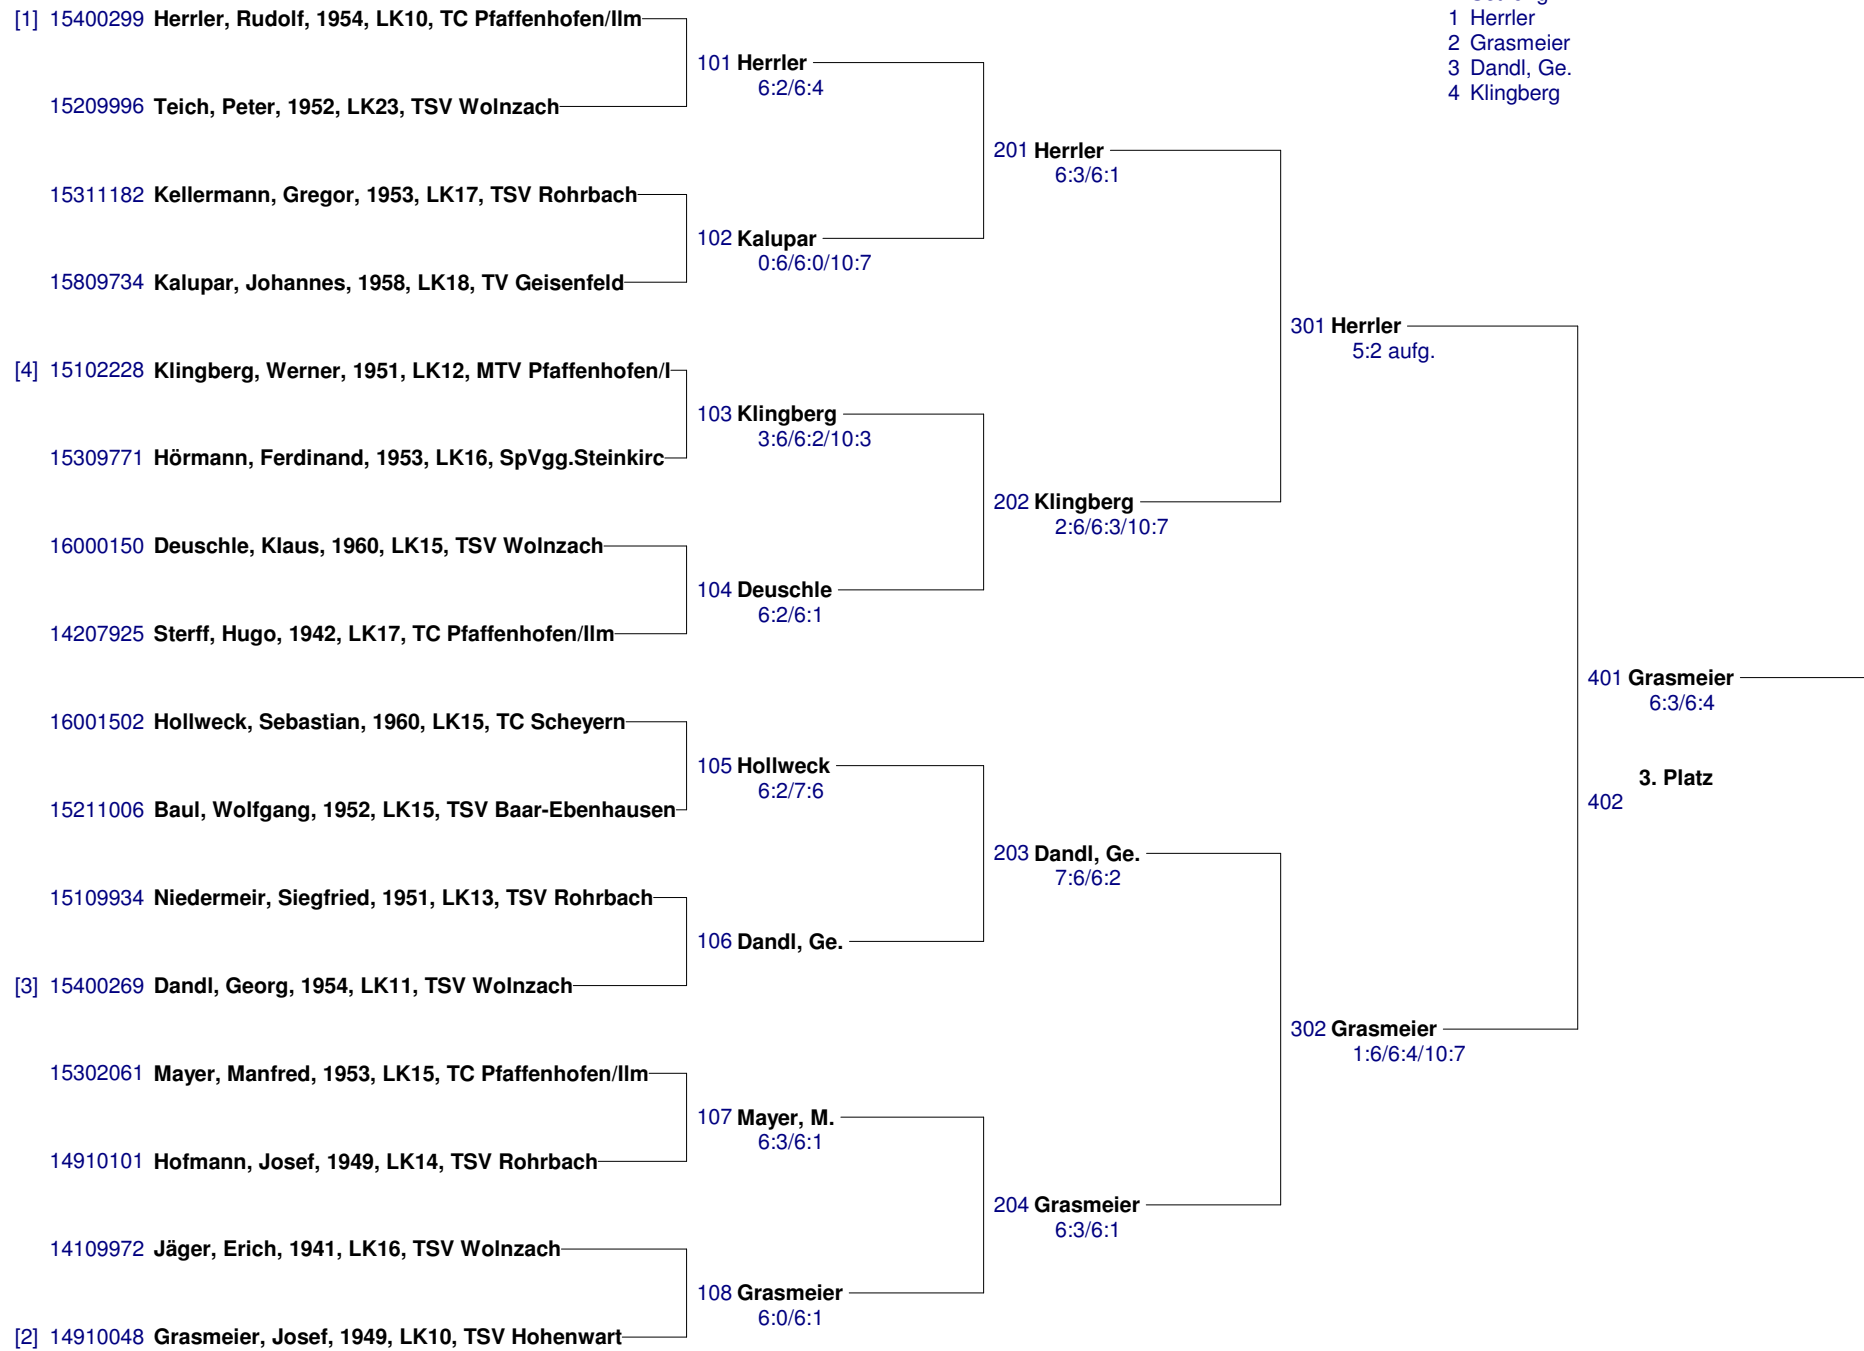 1 Herrler
2 Grasmeier
3 Dandl, Ge.
4 Klingberg
[1] 15400299 Herrler, Rudolf, 1954, LK10, TC Pfaffenhofen/Ilm
101 Herrler
6:2/6:4
15209996 Teich, Peter, 1952, LK23, TSV Wolnzach
201 Herrler
6:3/6:1
15311182 Kellermann, Gregor, 1953, LK17, TSV Rohrbach
102 Kalupar
0:6/6:0/10:7
15809734 Kalupar, Johannes, 1958, LK18, TV Geisenfeld
301 Herrler
5:2 aufg.
[4] 15102228 Klingberg, Werner, 1951, LK12, MTV Pfaffenhofen/I
103 Klingberg
3:6/6:2/10:3
15309771 Hörmann, Ferdinand, 1953, LK16, SpVgg.Steinkirc
202 Klingberg
2:6/6:3/10:7
16000150 Deuschle, Klaus, 1960, LK15, TSV Wolnzach
104 Deuschle
6:2/6:1
14207925 Sterff, Hugo, 1942, LK17, TC Pfaffenhofen/Ilm
401 Grasmeier
6:3/6:4
16001502 Hollweck, Sebastian, 1960, LK15, TC Scheyern
105 Hollweck
6:2/7:6
3. Platz
402
15211006 Baul, Wolfgang, 1952, LK15, TSV Baar-Ebenhausen
203 Dandl, Ge.
7:6/6:2
15109934 Niedermeir, Siegfried, 1951, LK13, TSV Rohrbach
106 Dandl, Ge.
[3] 15400269 Dandl, Georg, 1954, LK11, TSV Wolnzach
302 Grasmeier
1:6/6:4/10:7
15302061 Mayer, Manfred, 1953, LK15, TC Pfaffenhofen/Ilm
107 Mayer, M.
6:3/6:1
14910101 Hofmann, Josef, 1949, LK14, TSV Rohrbach
204 Grasmeier
6:3/6:1
14109972 Jäger, Erich, 1941, LK16, TSV Wolnzach
108 Grasmeier
6:0/6:1
[2] 14910048 Grasmeier, Josef, 1949, LK10, TSV Hohenwart